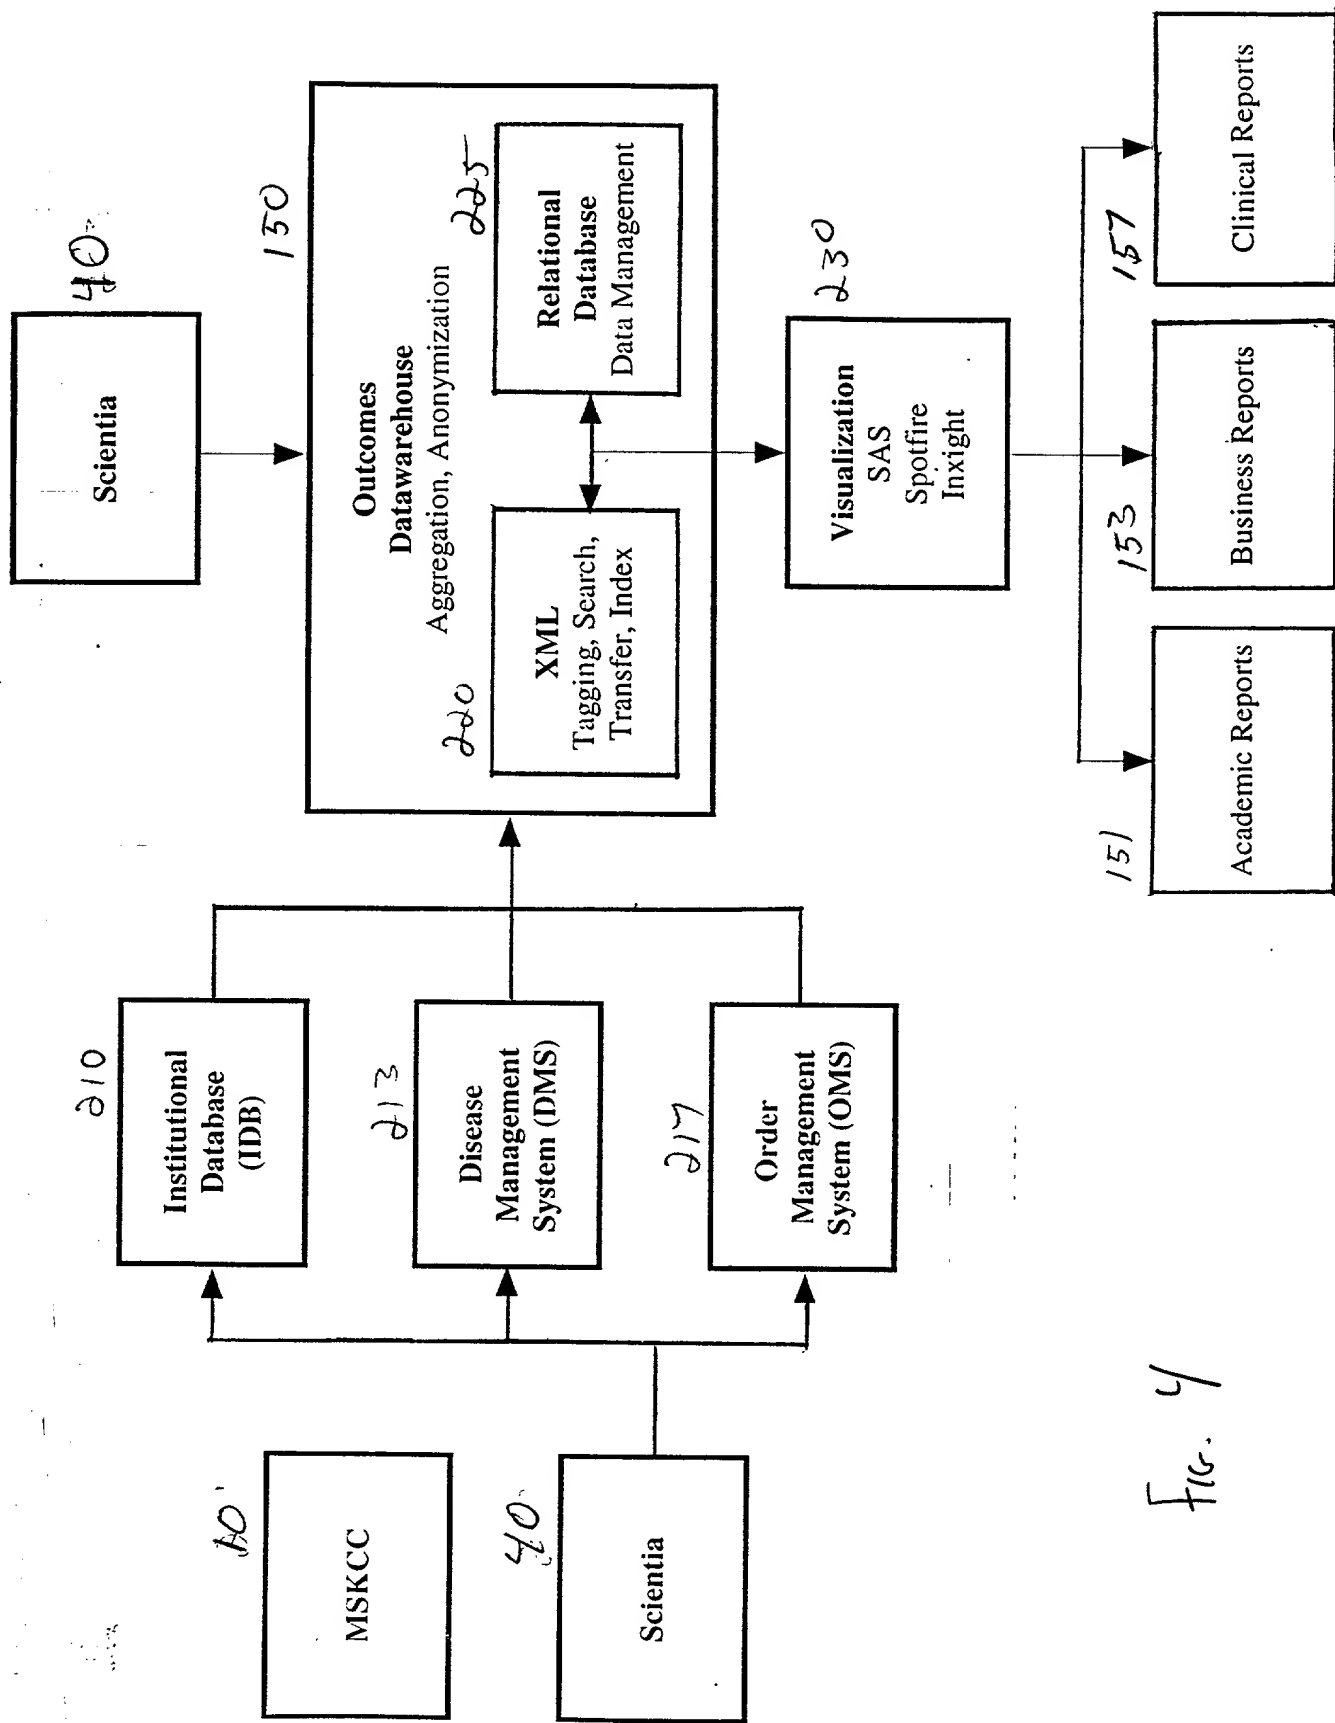 10
MSKCC
40
Scientia
210
Institutional
Database
(IDB)
213
Disease
Management
System (DMS)
217
Order
Management
System (OMS)
Scientia
40
150
Outcomes
Datawarehouse
Aggregation, Anonymization
220
XML
Tagging, Search,
Transfer, Index
225
Relational
Database
Data Management
230
Visualization
SAS
Spotfire
Inxight
151
Academic Reports
153
Business Reports
157
Clinical Reports
FIG. 4